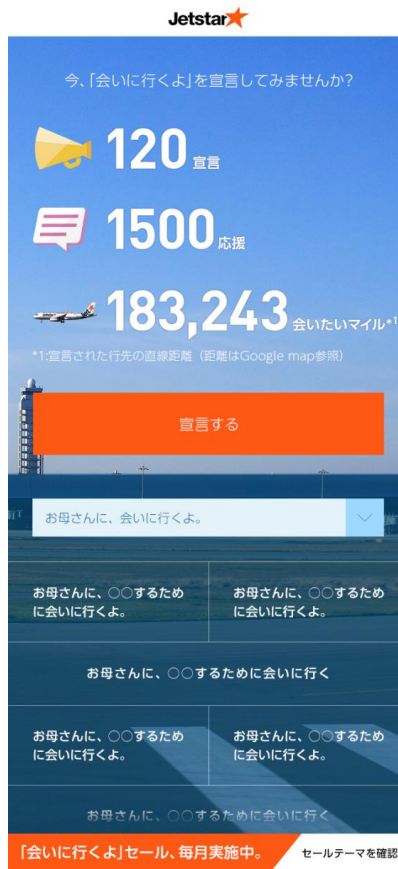 Jetstar
今、「会いに行くよ」を宣言してみませんか?
120 宣言
1500 応援
183,243 会いたいマイル*1
*1:宣言された行先の直線距離（距離はGoogle map参照）
宣言する
お母さんに、会いに行くよ。
お母さんに、○○するため
に会いに行くよ。
お母さんに、○○するため
に会いに行くよ。
お母さんに、○○するために会いに行く
お母さんに、○○するため
に会いに行くよ。
お母さんに、○○するため
に会いに行くよ。
お母さんに、○○するために会いに行く
「会いに行くよ」セール、毎月実施中。
セールテーマを確認